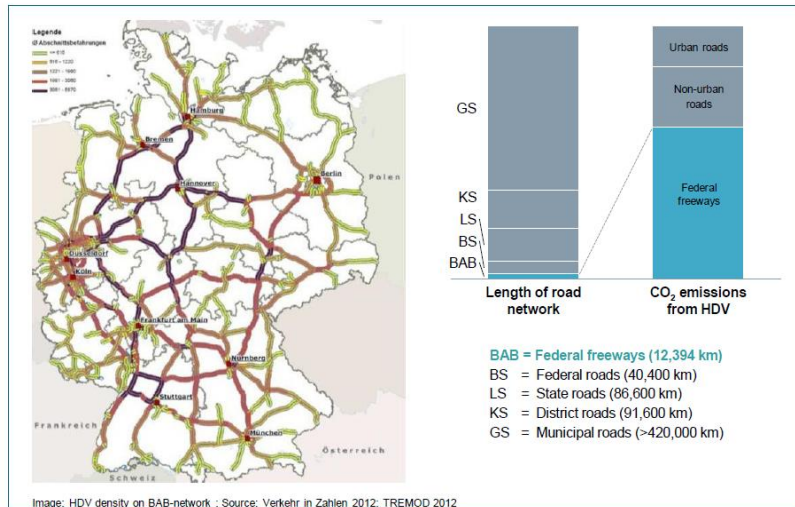 Legende
Ø Abschnittsbefahrungen
Hamburg
Bremen
Berlin
Polen
Hannover
Düsseldorf
Köln
Frankfurt am Main
Nürnberg
Stuttgart
Frankreich
München
Österreich
Schweiz
GS
KS
LS
BS
BAB
Urban roads
Non-urban
roads
Federal
freeways
Length of road
network
CO₂ emissions
from HDV
BAB = Federal freeways (12,394 km)
BS = Federal roads (40,400 km)
LS = State roads (86,600 km)
KS = District roads (91,600 km)
GS = Municipal roads (>420,000 km)
Image: HDV density on BAB-network ; Source: Verkehr in Zahlen 2012; TREMOD 2012